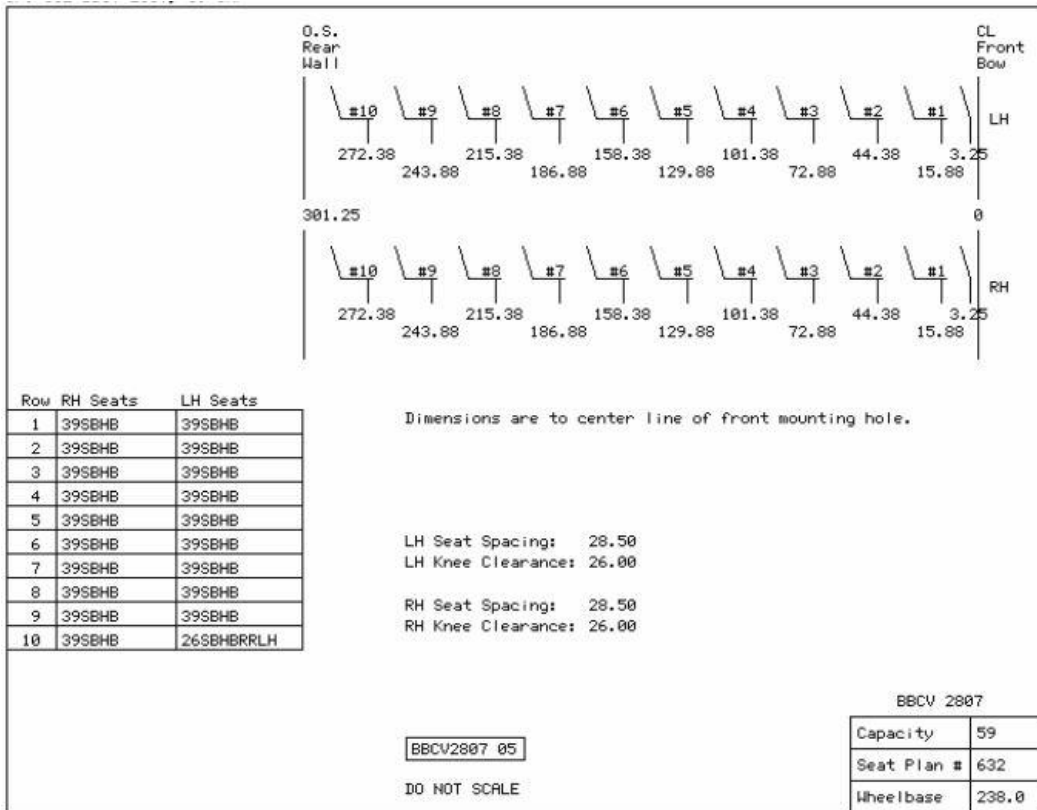 O.S.
Rear
Wall
CL
Front
Bow
#10 #9 #8 #7 #6 #5 #4 #3 #2 #1 LH
272.38 215.38 158.38 101.38 44.38 3.25
243.88 186.88 129.88 72.88 15.88
301.25 0
#10 #9 #8 #7 #6 #5 #4 #3 #2 #1 RH
272.38 215.38 158.38 101.38 44.38 3.25
243.88 186.88 129.88 72.88 15.88
Row RH Seats LH Seats
1 39SBHB 39SBHB
2 39SBHB 39SBHB
3 39SBHB 39SBHB
4 39SBHB 39SBHB
5 39SBHB 39SBHB
6 39SBHB 39SBHB
7 39SBHB 39SBHB
8 39SBHB 39SBHB
9 39SBHB 39SBHB
10 39SBHB 26SBHBRRLH
Dimensions are to center line of front mounting hole.
LH Seat Spacing: 28.50
LH Knee Clearance: 26.00
RH Seat Spacing: 28.50
RH Knee Clearance: 26.00
BBCV2807 05
DO NOT SCALE
BBCV 2807
Capacity 59
Seat Plan # 632
Wheelbase 238.0